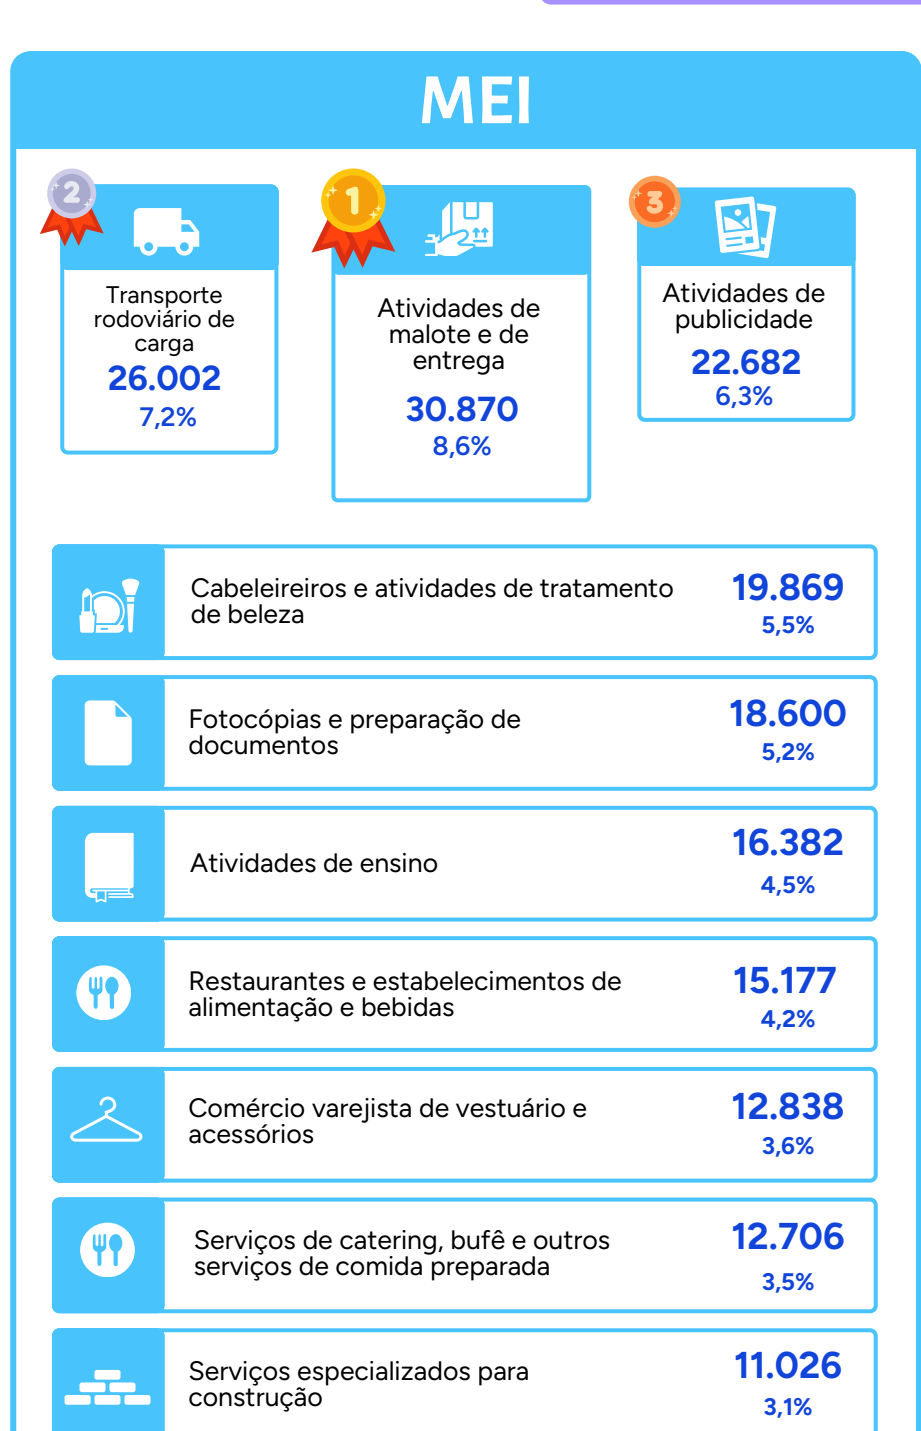 MEI
2
Transporte
rodoviário de
carga
26.002
7,2%
1
Atividades de
malote e de
entrega
30.870
8,6%
3
Atividades de
publicidade
22.682
6,3%
Cabeleireiros e atividades de tratamento
de beleza
19.869
5,5%
Fotocópias e preparação de
documentos
18.600
5,2%
Atividades de ensino
16.382
4,5%
Restaurantes e estabelecimentos de
alimentação e bebidas
15.177
4,2%
Comércio varejista de vestuário e
acessórios
12.838
3,6%
Serviços de catering, bufê e outros
serviços de comida preparada
12.706
3,5%
Serviços especializados para
construção
11.026
3,1%